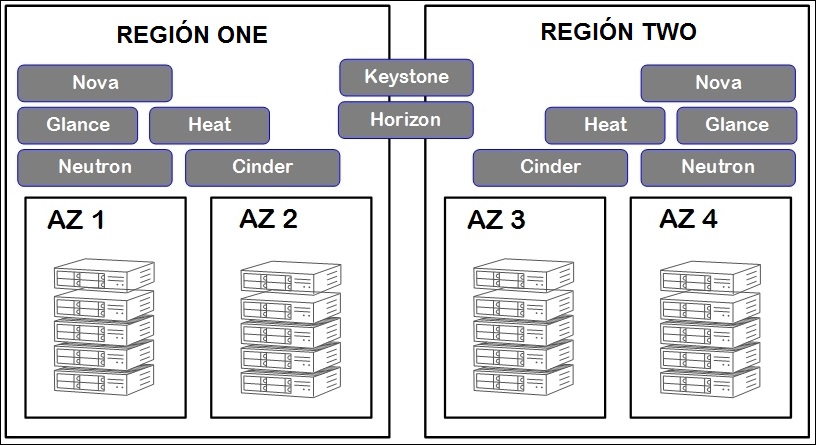 REGIÓN ONE
REGIÓN TWO
Nova
Keystone
Nova
Glance
Heat
Horizon
Heat
Glance
Neutron
Cinder
Cinder
Neutron
AZ 1
AZ 2
AZ 3
AZ 4